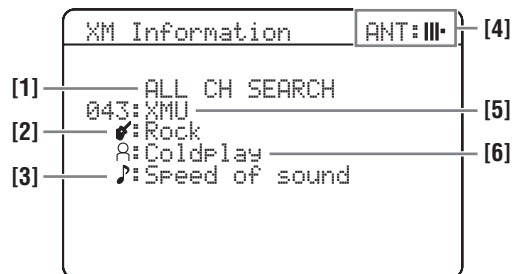 XM Information ANT: [4]
[1] ALL CH SEARCH
043:XMU [5]
[2] :Rock
:Coldplay [6]
[3] :Speed of sound